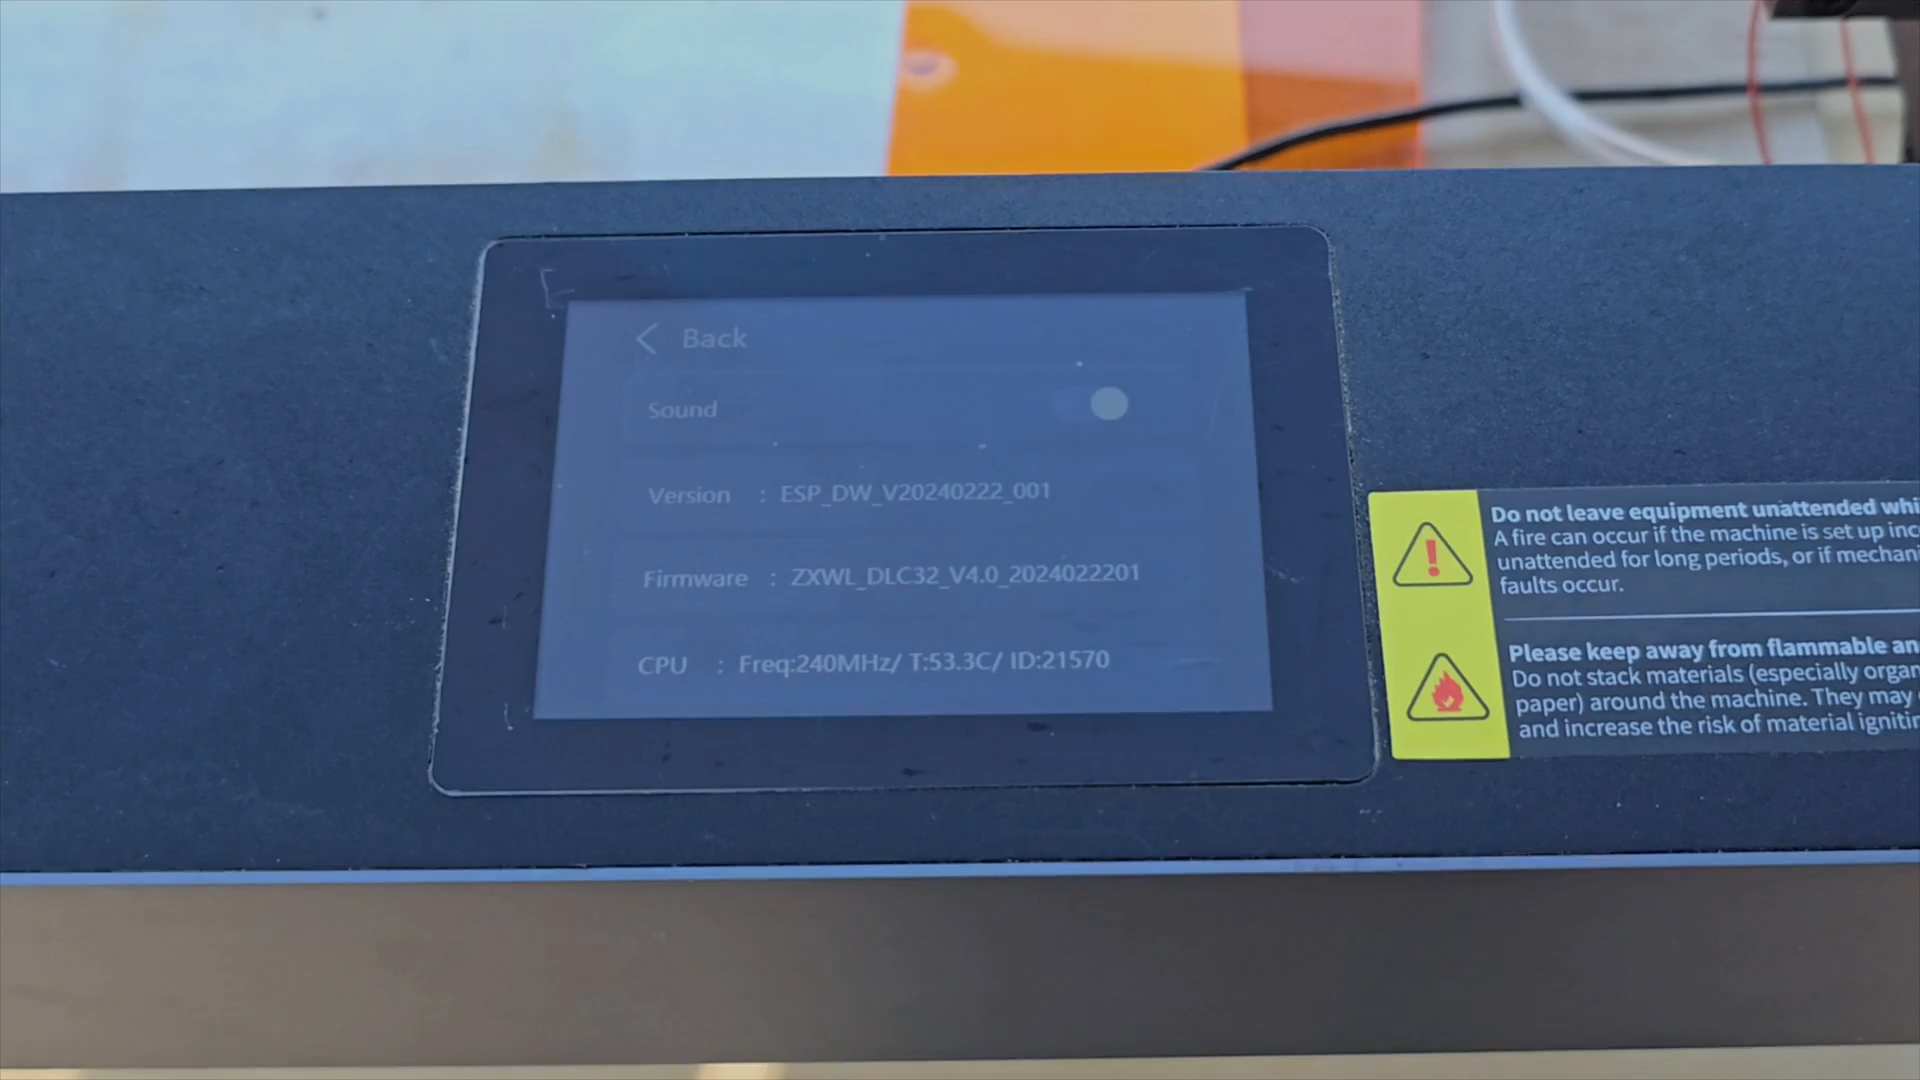 Back
Sound
Version : ESP_DW_V20240222_001
Firmware : ZXWL_DLC32_V4.0_2024022201
CPU : Freq:240MHz/ T:53.3C/ ID:21570
Do not leave equipment unattended
A fire can occur if the machine is set up
unattended for long periods, or if
faults occur.
Please keep away from flammable
Do not stack materials (especially
paper) around the machine. They may
and increase the risk of material